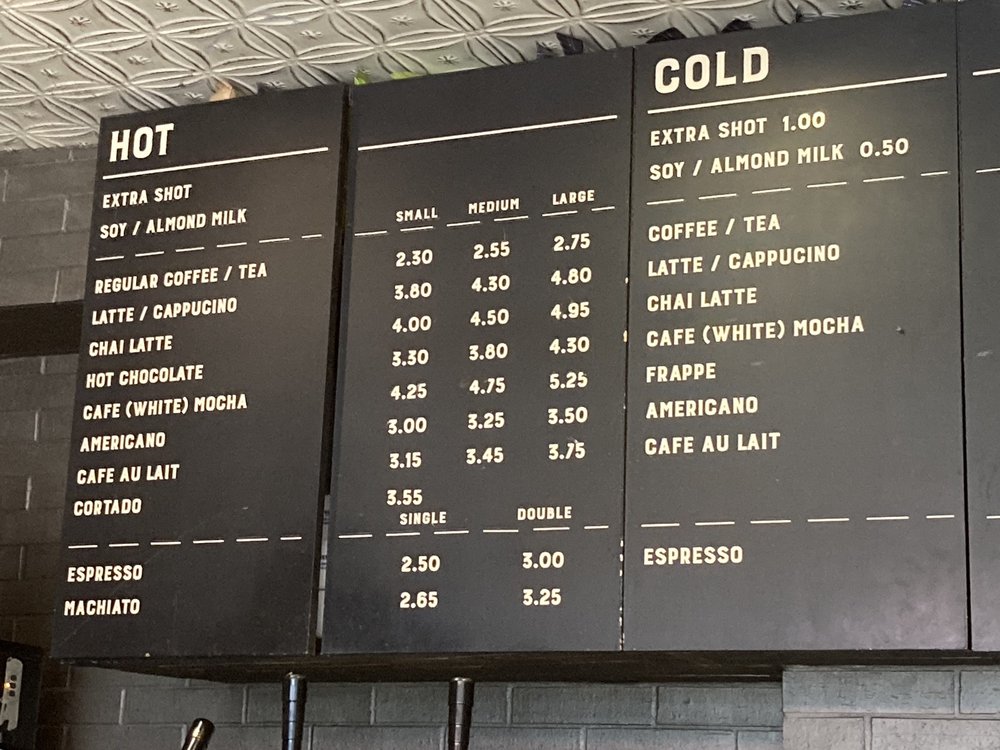 HOT
EXTRA SHOT
SOY / ALMOND MILK
SMALL MEDIUM LARGE
REGULAR COFFEE / TEA 2.30 2.55 2.75
LATTE / CAPPUCINO 3.80 4.30 4.80
CHAI LATTE 4.00 4.50 4.95
HOT CHOCOLATE 3.30 3.80 4.30
CAFE (WHITE) MOCHA 4.25 4.75 5.25
AMERICANO 3.00 3.25 3.50
CAFE AU LAIT 3.15 3.45 3.75
CORTADO 3.55
SINGLE DOUBLE
ESPRESSO 2.50 3.00
MACHIATO 2.65 3.25
COLD
EXTRA SHOT 1.00
SOY / ALMOND MILK 0.50
COFFEE / TEA
LATTE / CAPPUCINO
CHAI LATTE
CAFE (WHITE) MOCHA
FRAPPE
AMERICANO
CAFE AU LAIT
ESPRESSO